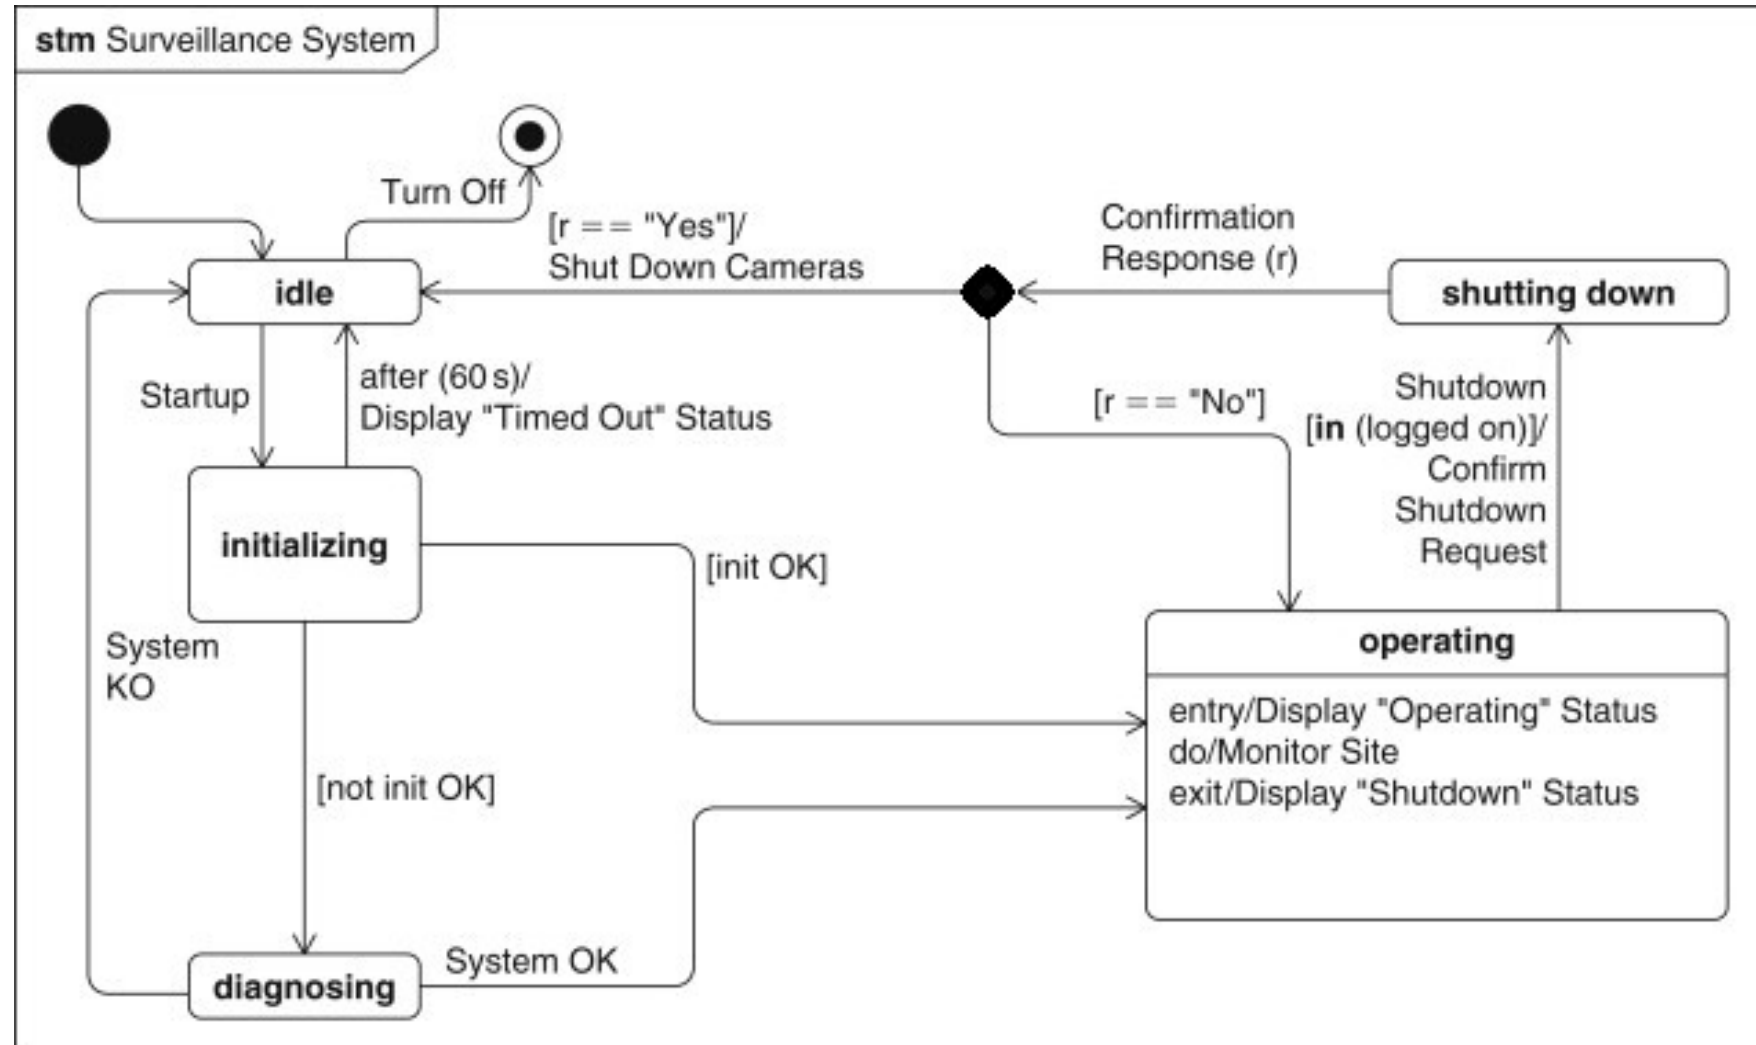 stm Surveillance System
Turn Off
[r == "Yes"]/
Shut Down Cameras
Confirmation
Response (r)
idle
shutting down
Startup
after (60 s)/
Display "Timed Out" Status
[r == "No"]
Shutdown
[in (logged on)]/
Confirm
Shutdown
Request
initializing
[init OK]
System
KO
[not init OK]
operating
entry/Display "Operating" Status
do/Monitor Site
exit/Display "Shutdown" Status
diagnosing
System OK